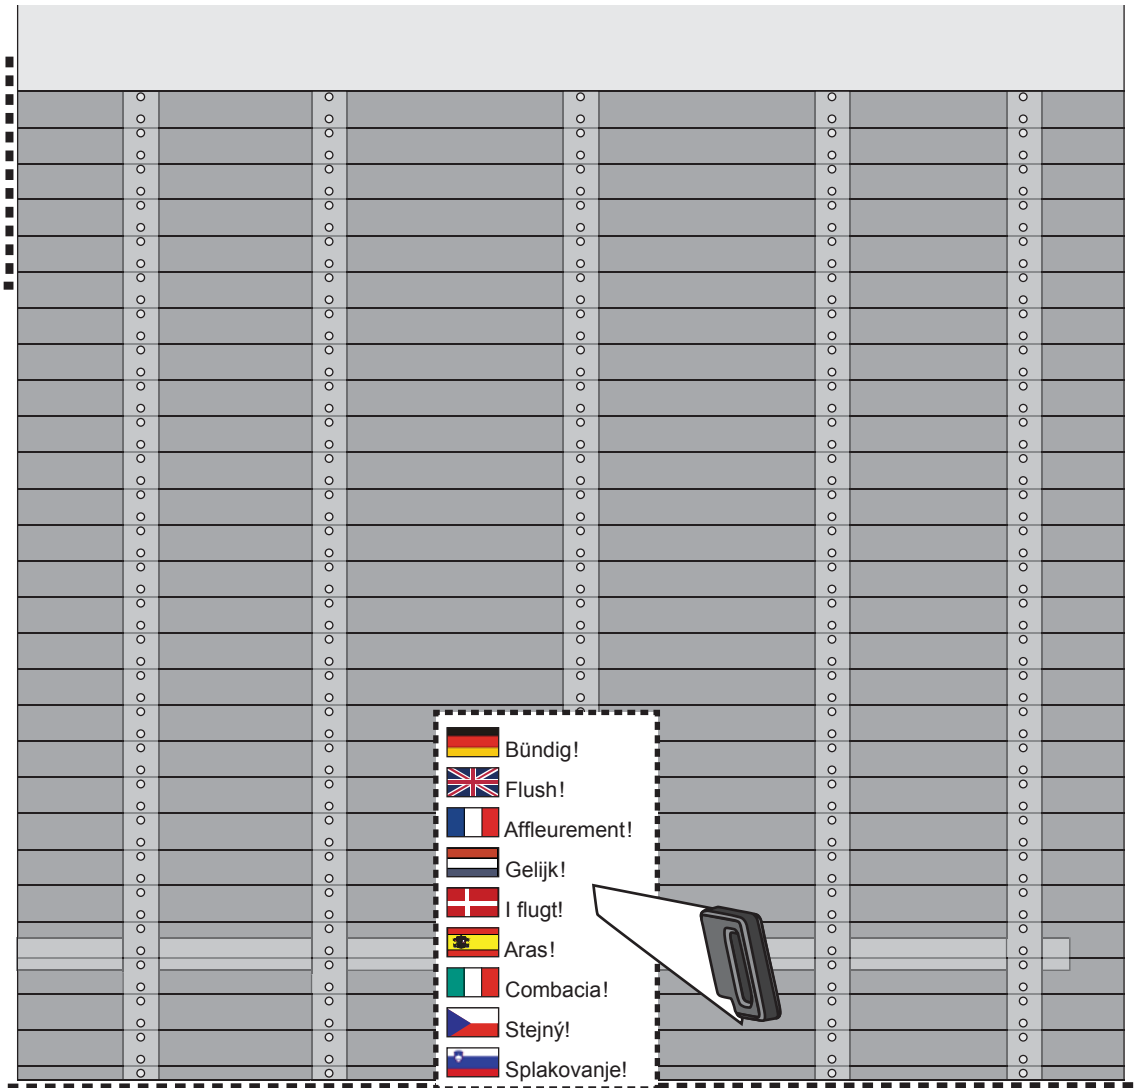 Bündig!
Flush!
Affleurement!
Gelijk!
I flugt!
Aras!
Combacia!
Stejný!
Splakovanje!